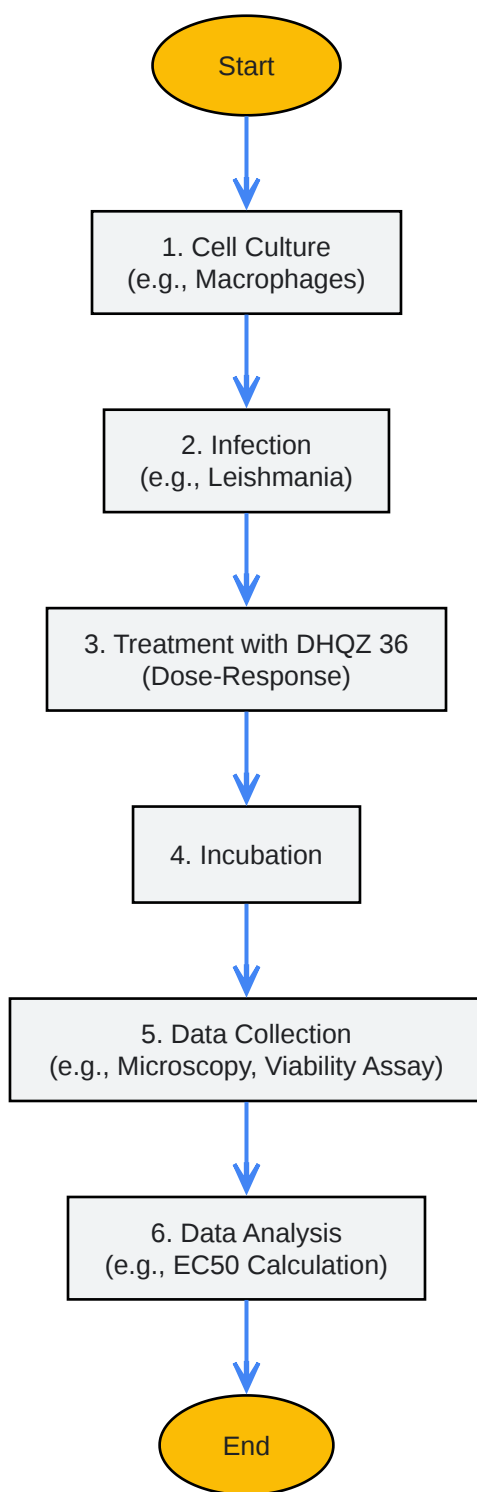 Start
1. Cell Culture
(e.g., Macrophages)
2. Infection
(e.g., Leishmania)
3. Treatment with DHQZ 36
(Dose-Response)
4. Incubation
5. Data Collection
(e.g., Microscopy, Viability Assay)
6. Data Analysis
(e.g., EC50 Calculation)
End